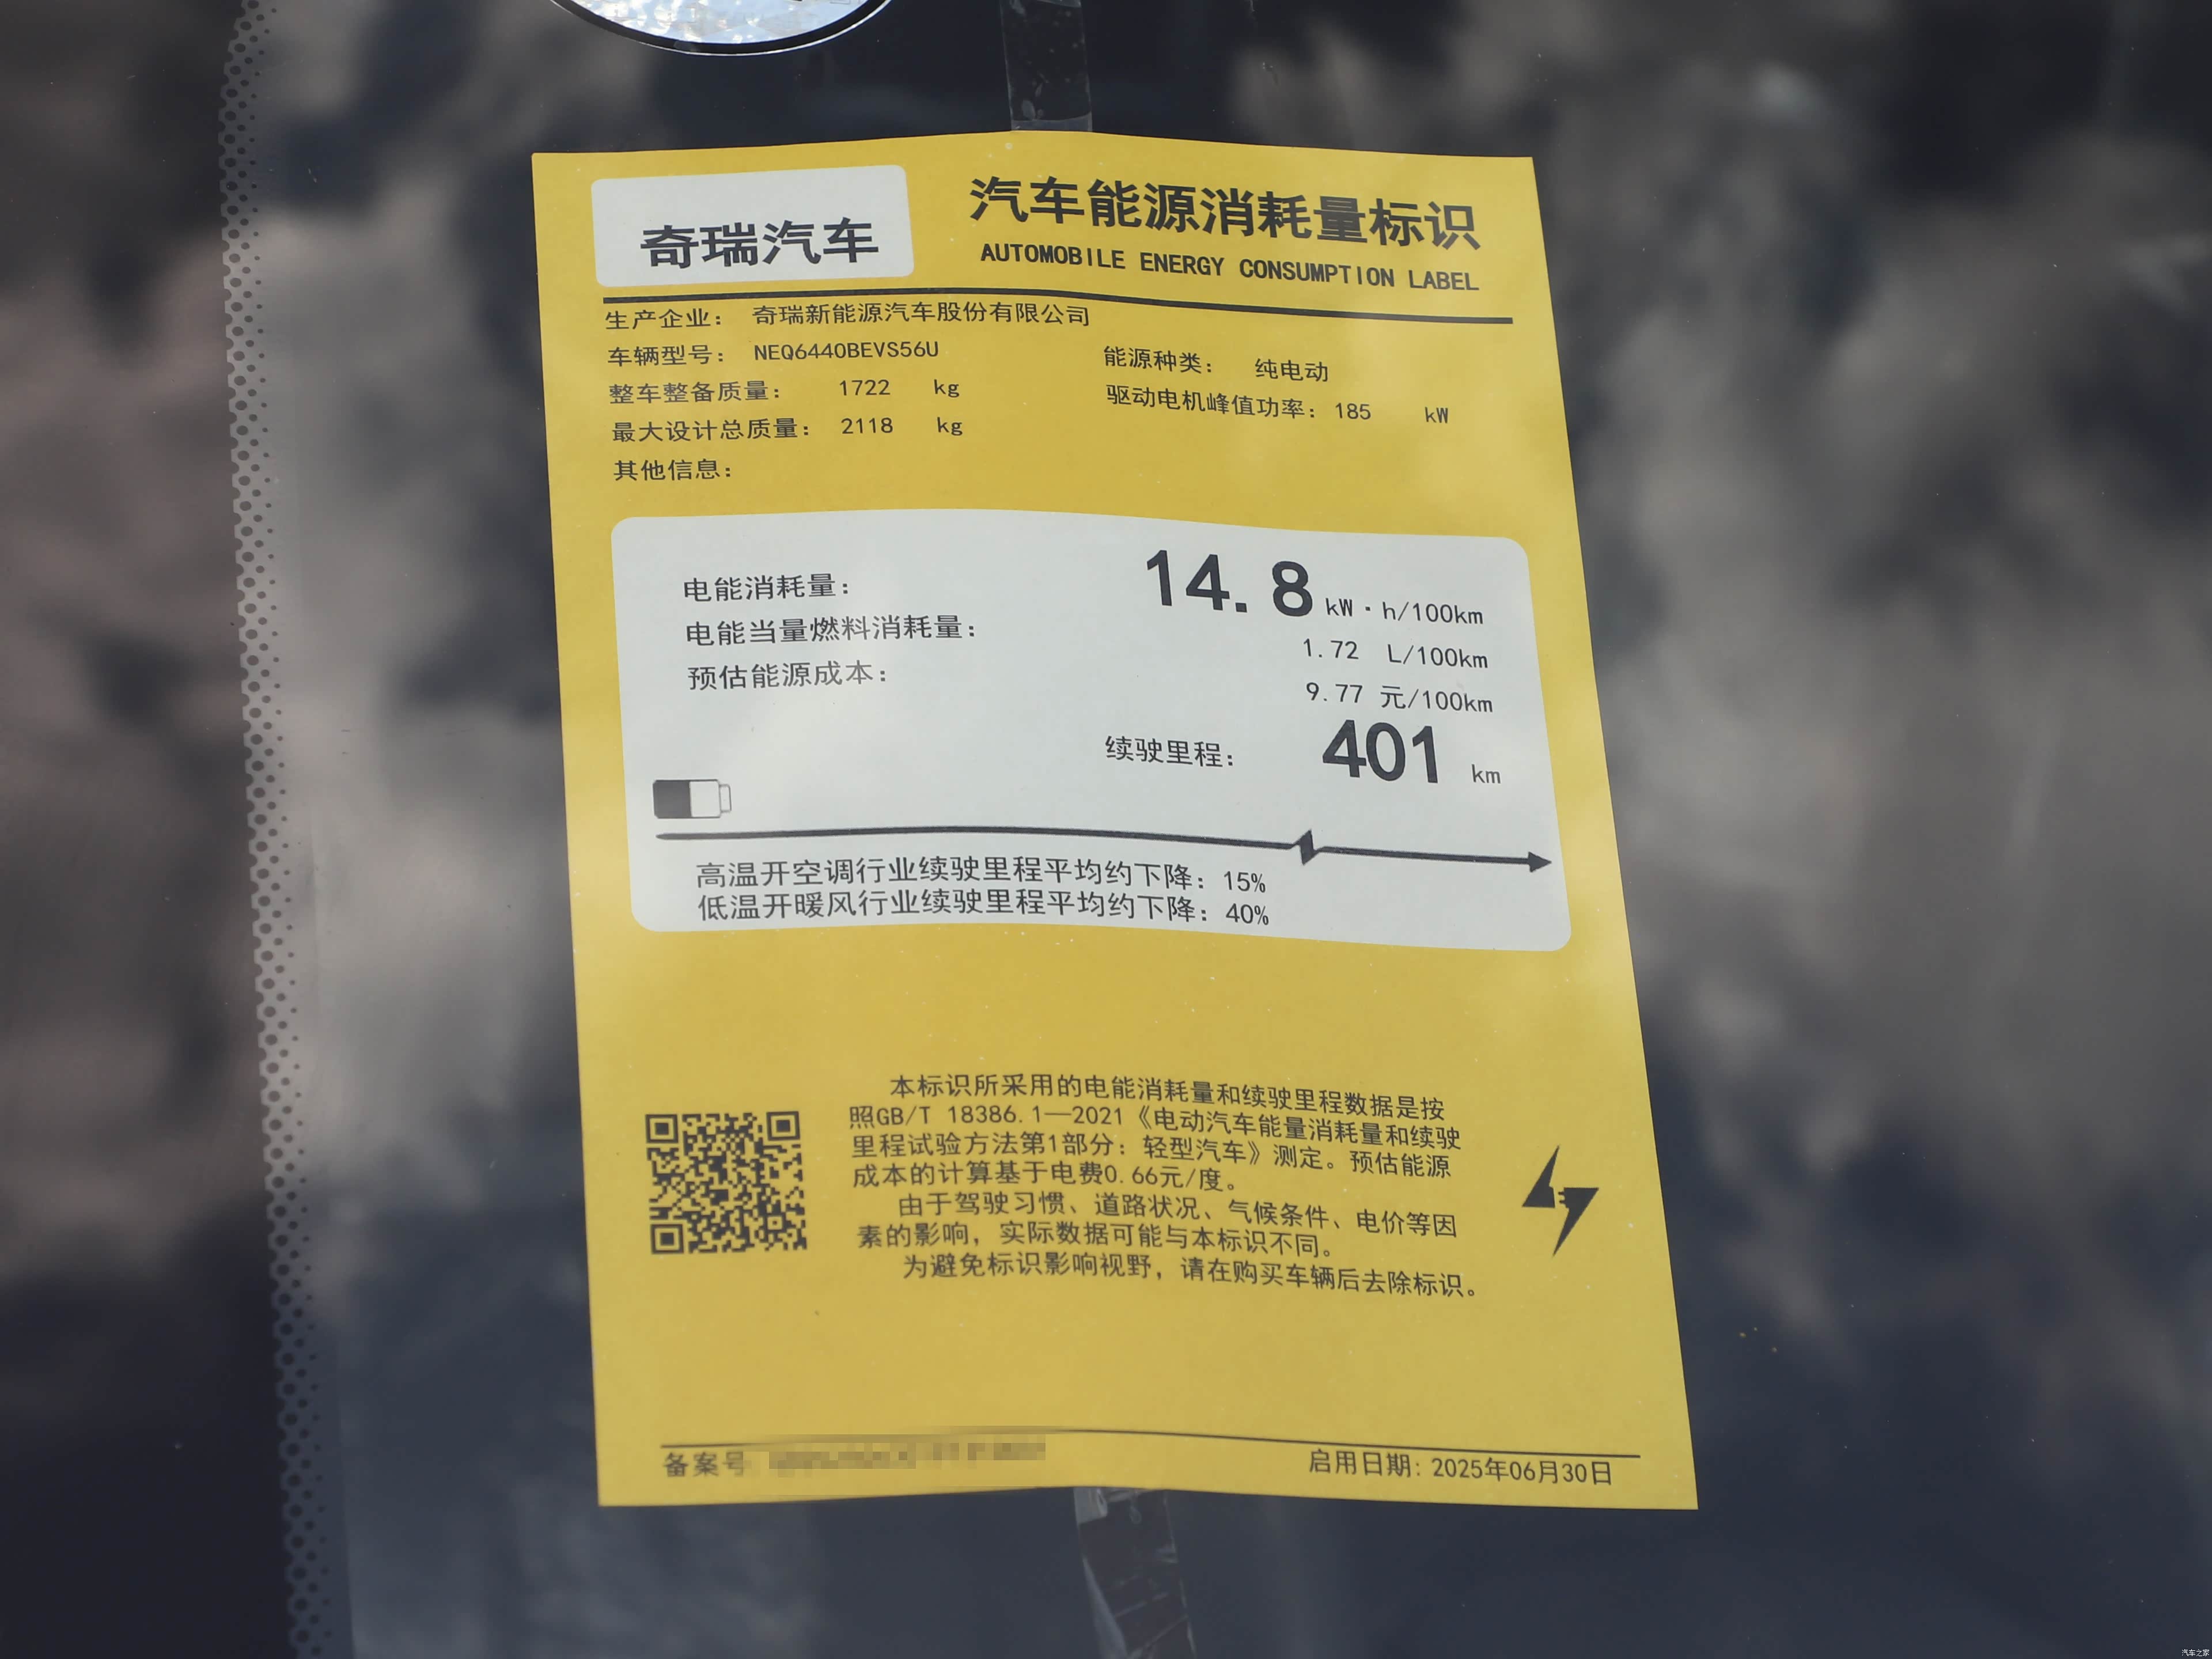 奇瑞汽车
汽车能源消耗量标识
AUTOMOBILE ENERGY CONSUMPTION LABEL
生产企业： 奇瑞新能源汽车股份有限公司
车辆型号： NEQ6440BEVS56U
能源种类： 纯电动
整车整备质量： 1722 kg
驱动电机峰值功率：185 kW
最大设计总质量： 2118 kg
其他信息：
电能消耗量： 14.8 kW·h/100km
电能当量燃料消耗量： 1.72 L/100km
预估能源成本： 9.77 元/100km
续驶里程： 401 km
高温开空调行业续驶里程平均约下降：15%
低温开暖风行业续驶里程平均约下降：40%
本标识所采用的电能消耗量和续驶里程数据是按
照GB/T 18386.1—2021《电动汽车能量消耗量和续驶
里程试验方法第1部分：轻型汽车》测定。预估能源
成本的计算基于电费0.66元/度。
由于驾驶习惯、道路状况、气候条件、电价等因
素的影响，实际数据可能与本标识不同。
为避免标识影响视野，请在购买车辆后去除标识。
备案号
启用日期：2025年06月30日
汽车之家